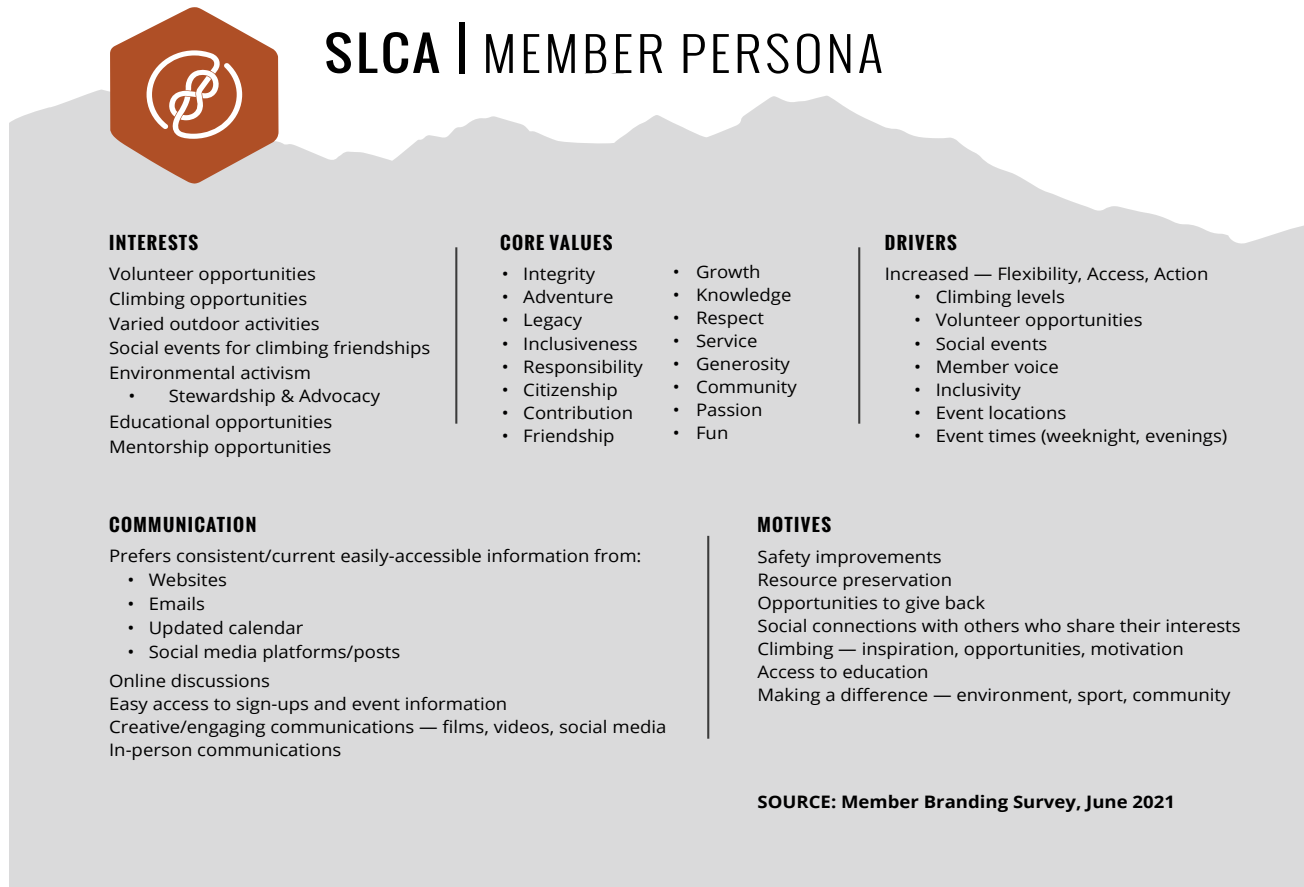 SLCA | MEMBER PERSONA
INTERESTS
Volunteer opportunities
Climbing opportunities
Varied outdoor activities
Social events for climbing friendships
Environmental activism
• Stewardship & Advocacy
Educational opportunities
Mentorship opportunities
CORE VALUES
• Integrity
• Adventure
• Legacy
• Inclusiveness
• Responsibility
• Citizenship
• Contribution
• Friendship
• Growth
• Knowledge
• Respect
• Service
• Generosity
• Community
• Passion
• Fun
DRIVERS
Increased — Flexibility, Access, Action
• Climbing levels
• Volunteer opportunities
• Social events
• Member voice
• Inclusivity
• Event locations
• Event times (weeknight, evenings)
COMMUNICATION
Prefers consistent/current easily-accessible information from:
• Websites
• Emails
• Updated calendar
• Social media platforms/posts
Online discussions
Easy access to sign-ups and event information
Creative/engaging communications — films, videos, social media
In-person communications
MOTIVES
Safety improvements
Resource preservation
Opportunities to give back
Social connections with others who share their interests
Climbing — inspiration, opportunities, motivation
Access to education
Making a difference — environment, sport, community
SOURCE: Member Branding Survey, June 2021